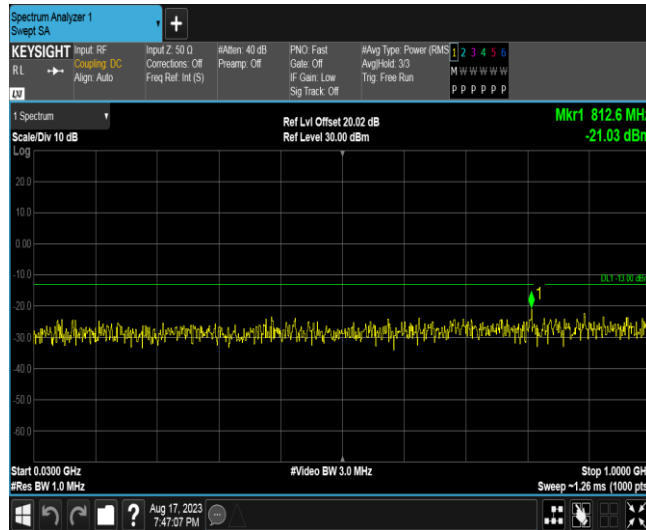 Spectrum Analyzer 1
Swept SA
+
KEYSIGHT Input: RF Input Z: 50 Ω #Atten: 40 dB PNO: Fast #Avg Type: Power (RMS 1 2 3 4 5 6
RL Coupling: DC Corrections: Off Preamp: Off Gate: Off Avg|Hold: 3/3 M W W W W W
Align: Auto Freq Ref: Int (S) IF Gain: Low Trig: Free Run
LXI Sig Track: Off P P P P P P
1 Spectrum Ref Lvl Offset 20.02 dB Mkr1 812.6 MHz
Scale/Div 10 dB Ref Level 30.00 dBm -21.03 dBm
Log
20.0
10.0
0.00
-10.0
DL1 -13.00 dB
1
-20.0
-30.0
-40.0
-50.0
-60.0
Start 0.0300 GHz #Video BW 3.0 MHz Stop 1.0000 GH
#Res BW 1.0 MHz Sweep ~1.26 ms (1000 pts
? Aug 17, 2023
7:47:07 PM